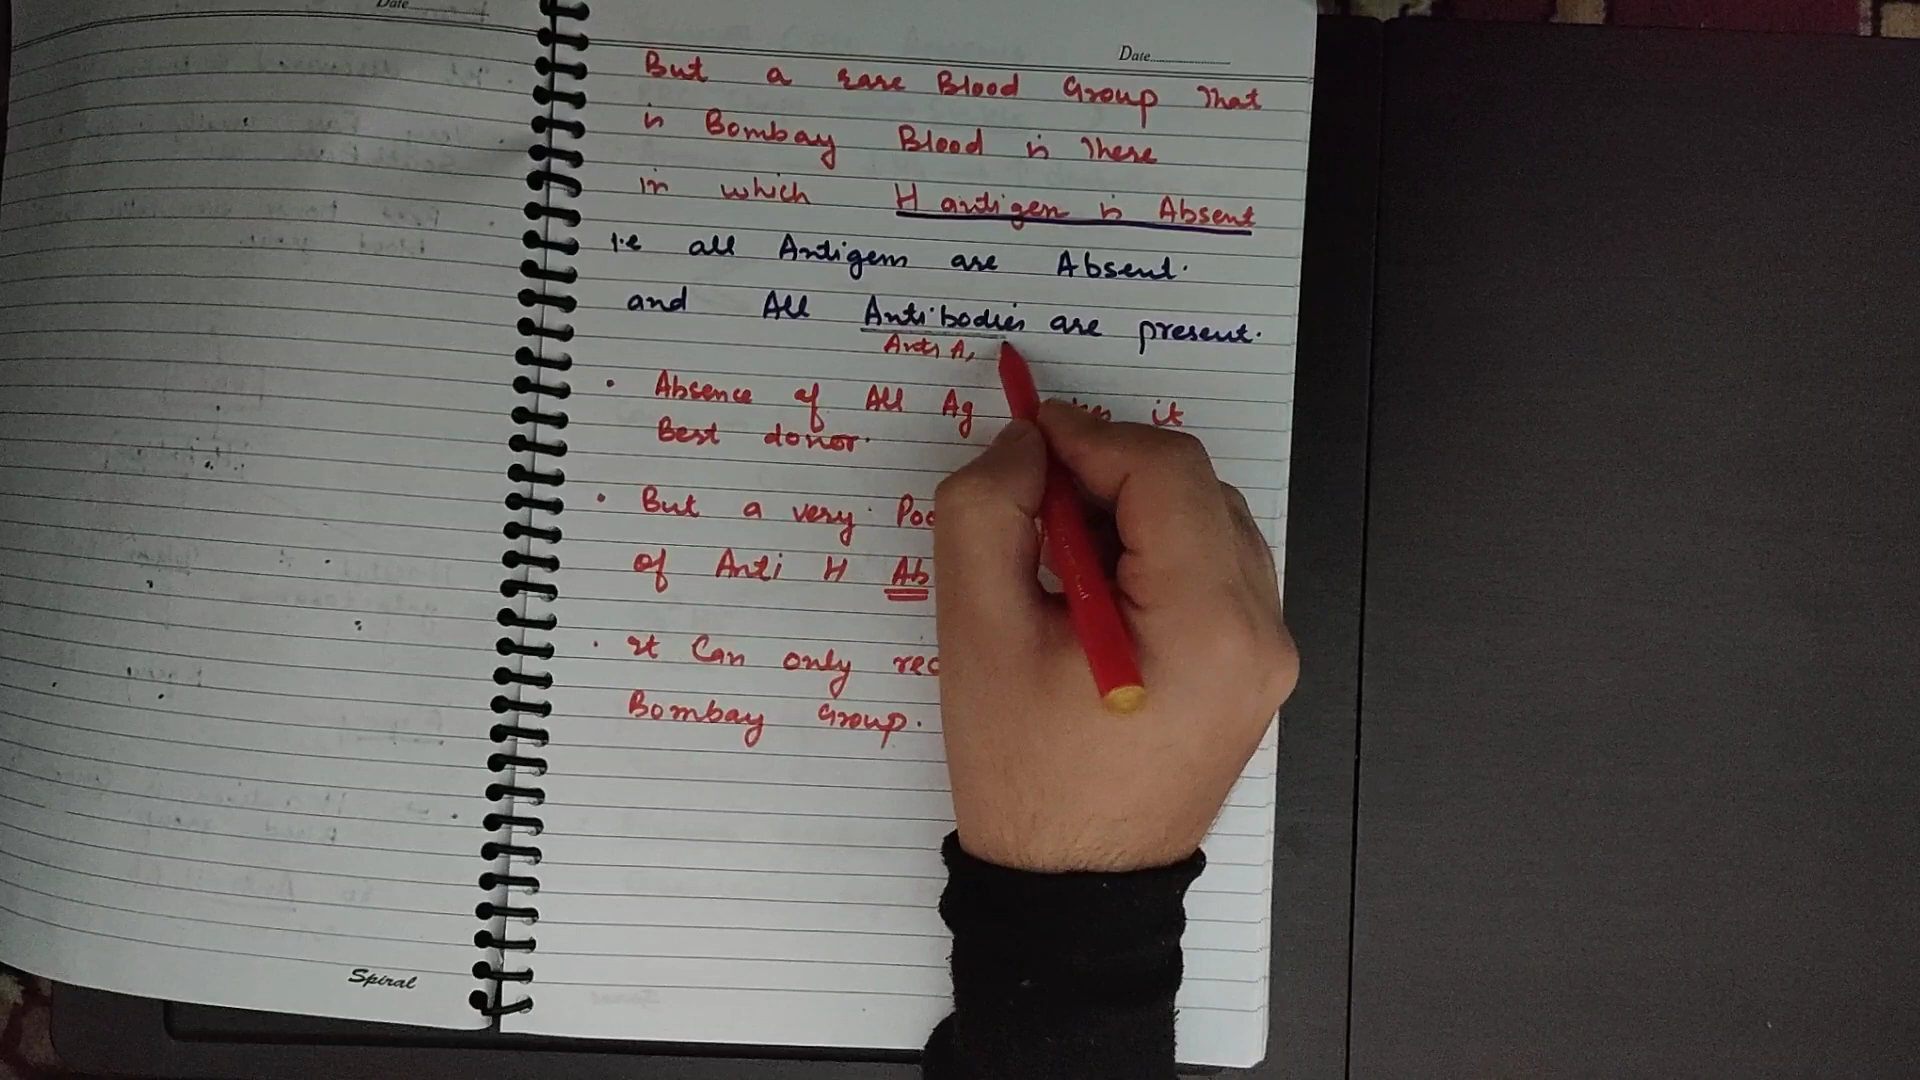 Date
Date
But a rare Blood Group That
is Bombay Blood is There
in which H antigen is Absent
i.e all Antigens are Absent.
and All Antibodies are present.
Anti A,
• Absence of All Ag it
Best donor.
• But a very
of Anti H Ab
• It Can only
Bombay Group.
Spiral